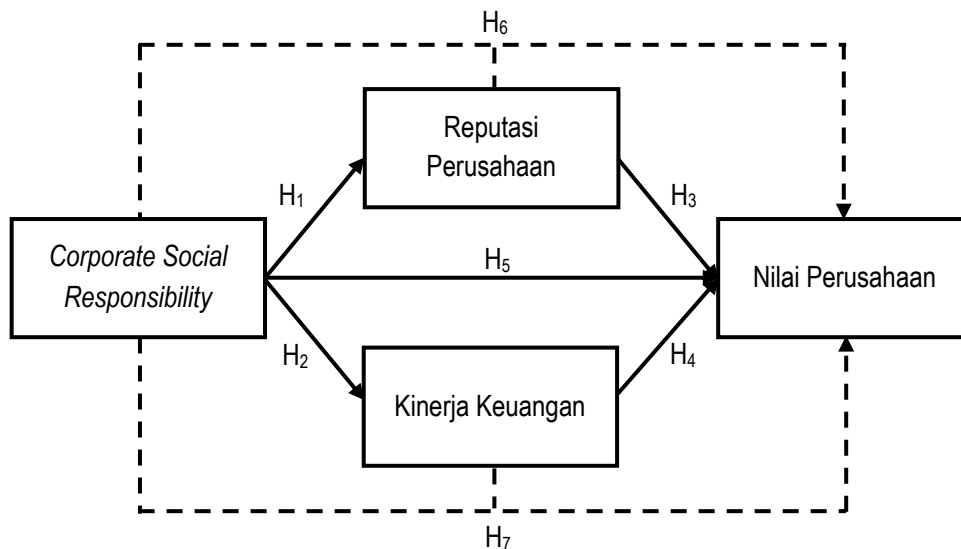 H₆
Reputasi
Perusahaan
H₁
H₃
Corporate Social
Responsibility
H₅
Nilai Perusahaan
H₂
H₄
Kinerja Keuangan
H₇